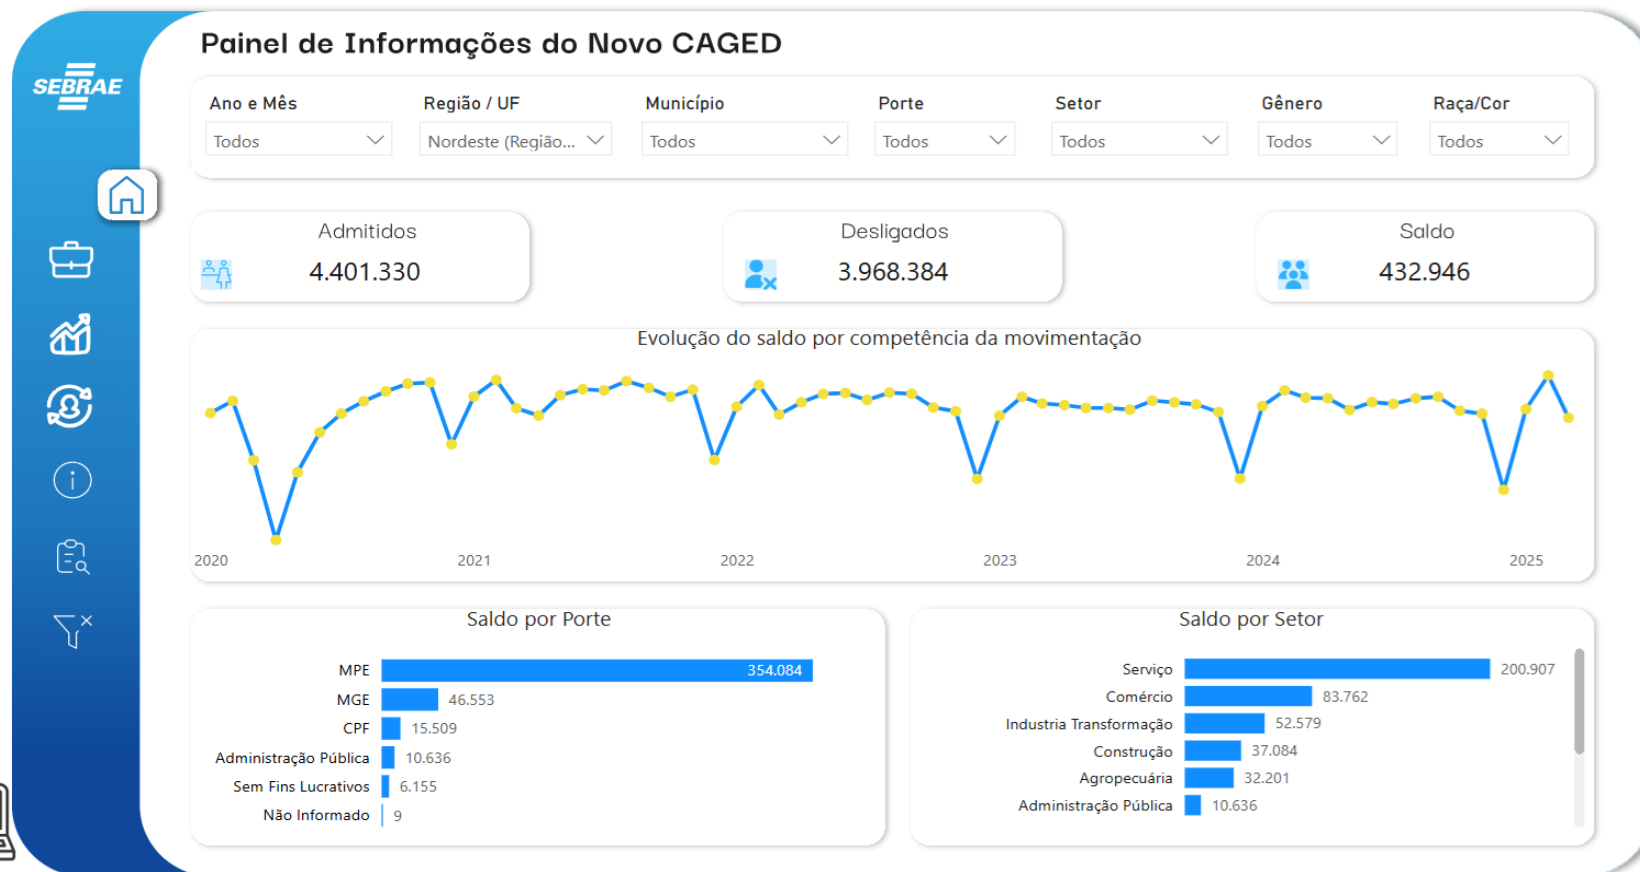 Painel de Informações do Novo CAGED
SEBRAE
Ano e Mês
Região / UF
Município
Porte
Setor
Gênero
Raça/Cor
Todos
Nordeste (Região...
Todos
Todos
Todos
Todos
Todos
Admitidos
4.401.330
Desligados
3.968.384
Saldo
432.946
Evolução do saldo por competência da movimentação
2020
2021
2022
2023
2024
2025
Saldo por Porte
MPE 354.084
MGE 46.553
CPF 15.509
Administração Pública 10.636
Sem Fins Lucrativos 6.155
Não Informado 9
Saldo por Setor
Serviço 200.907
Comércio 83.762
Industria Transformação 52.579
Construção 37.084
Agropecuária 32.201
Administração Pública 10.636